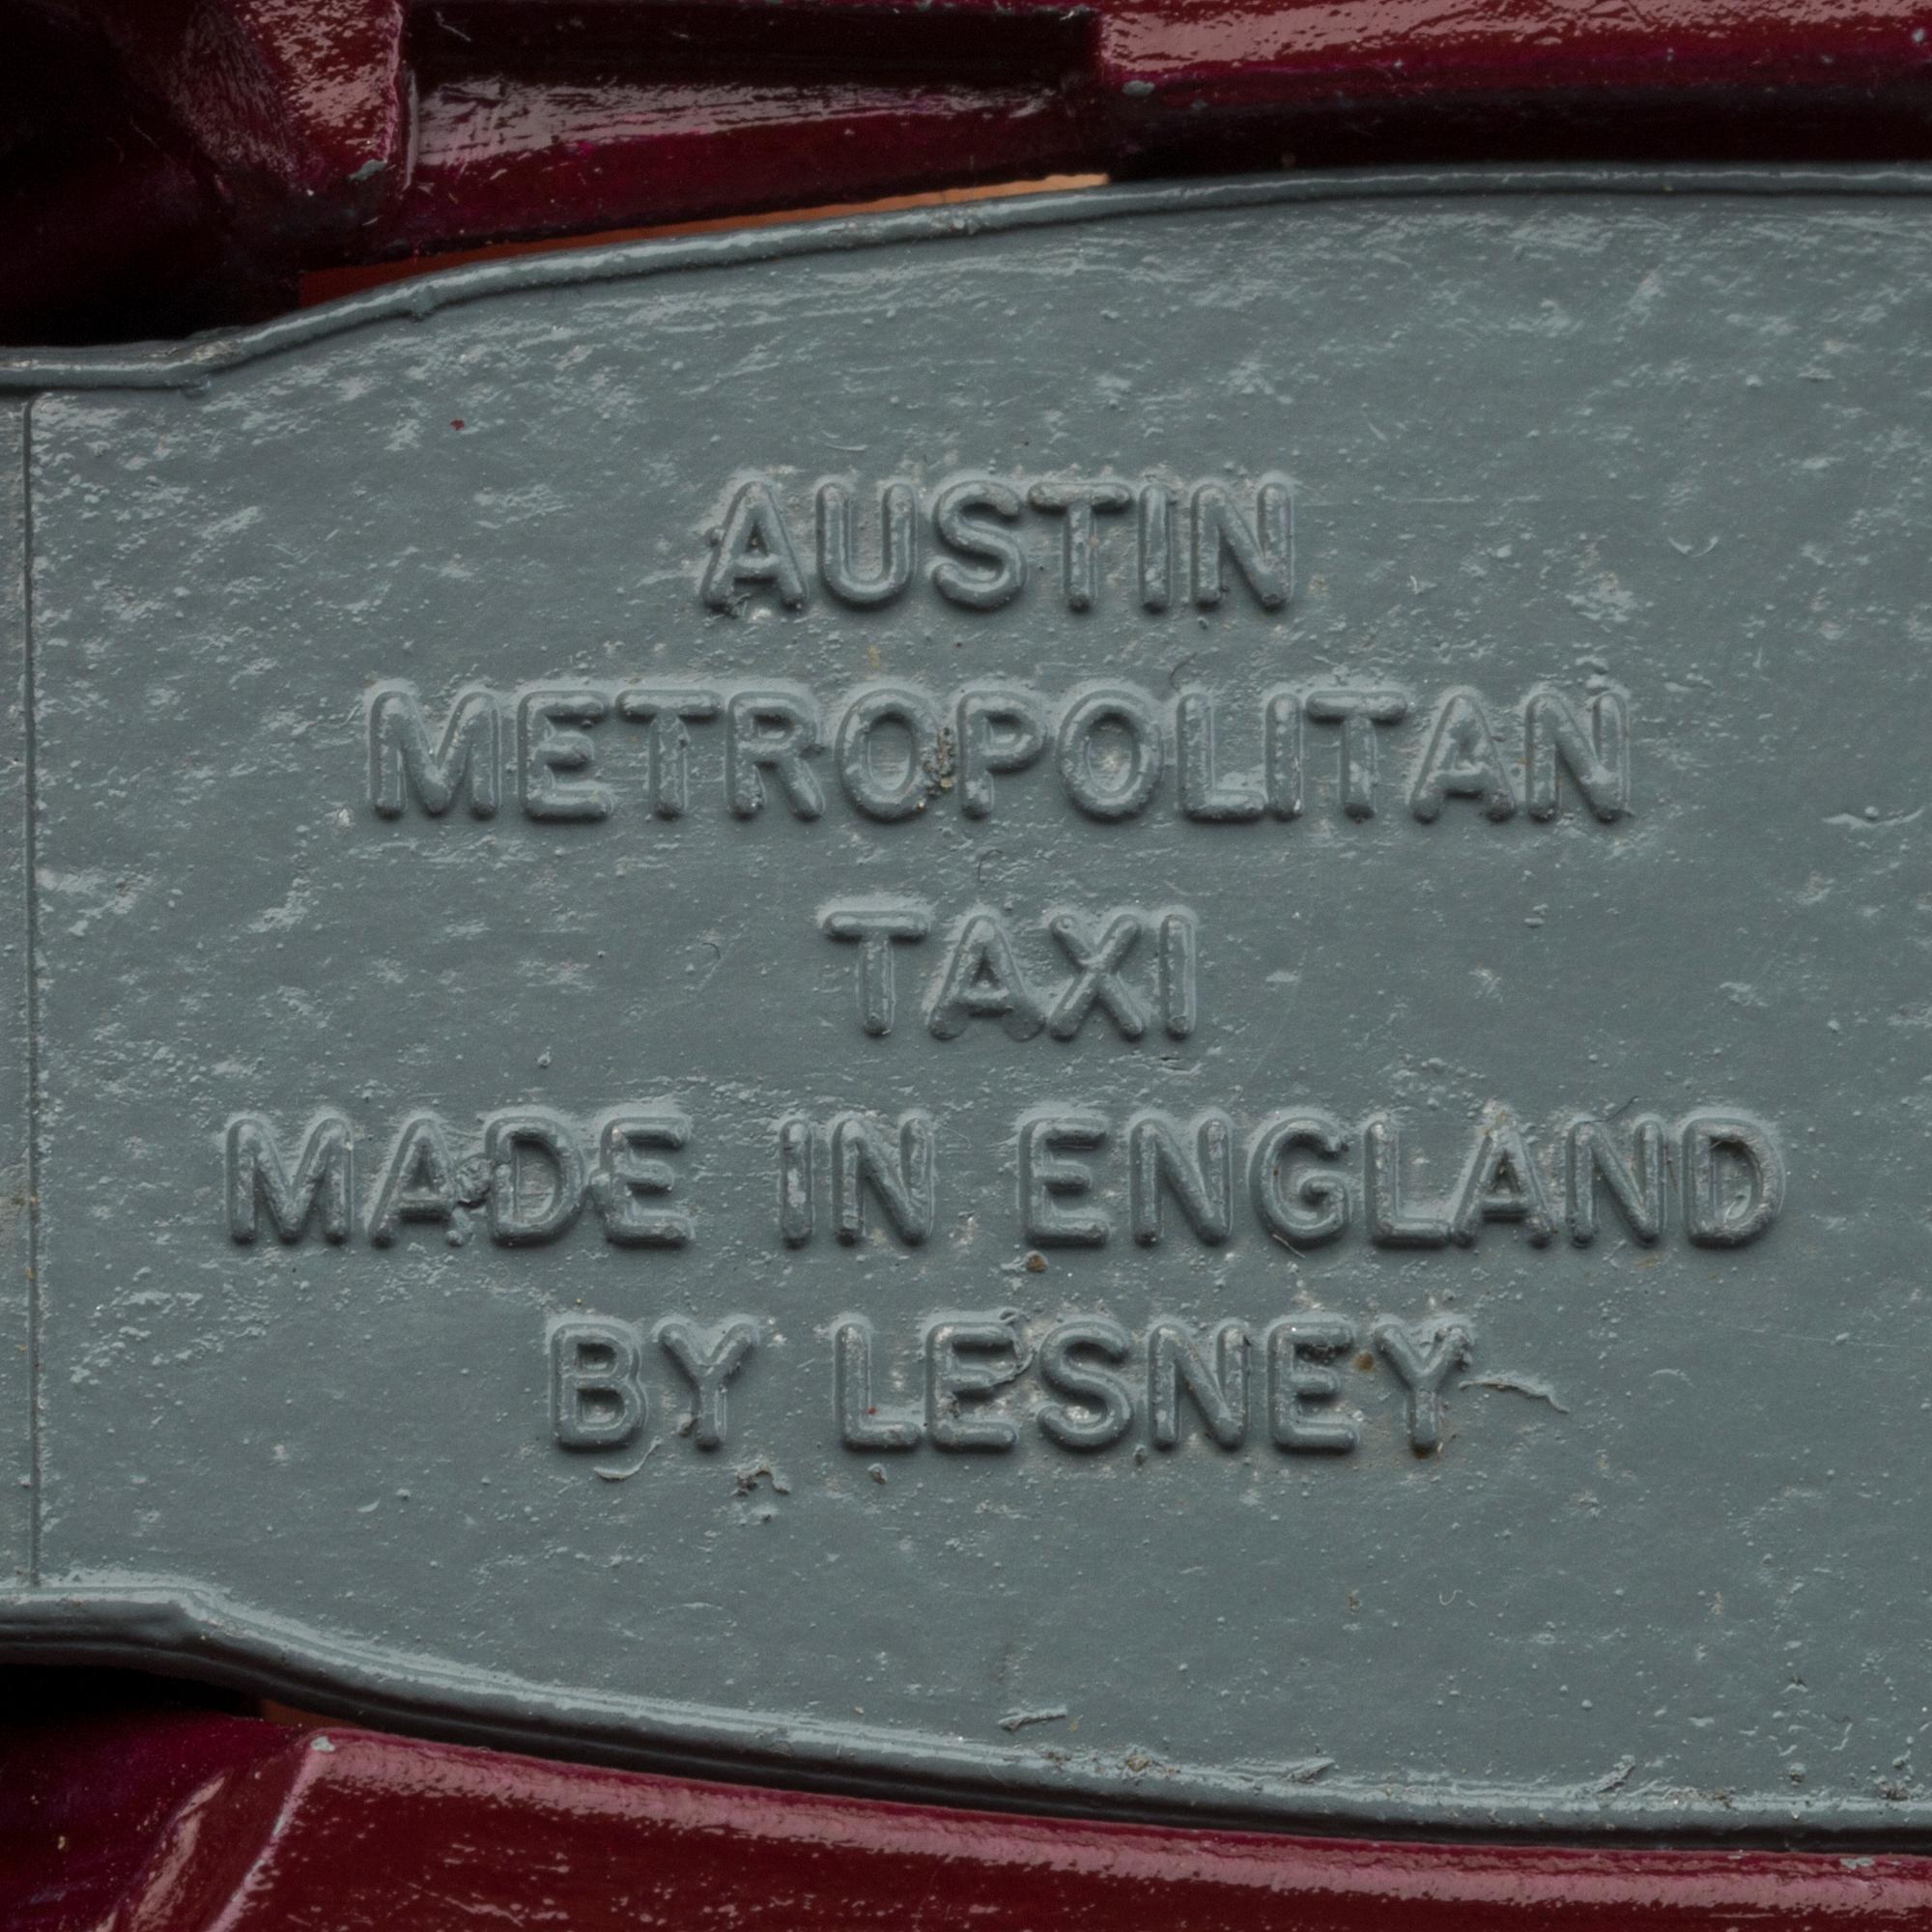 AUSTIN
METROPOLITAN
TAXI
MADE IN ENGLAND
BY LESNEY